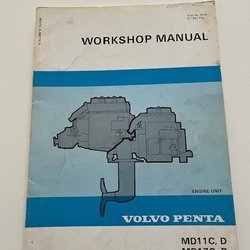 WORKSHOP MANUAL
ENGINE UNIT
VOLVO PENTA
MD11C, D